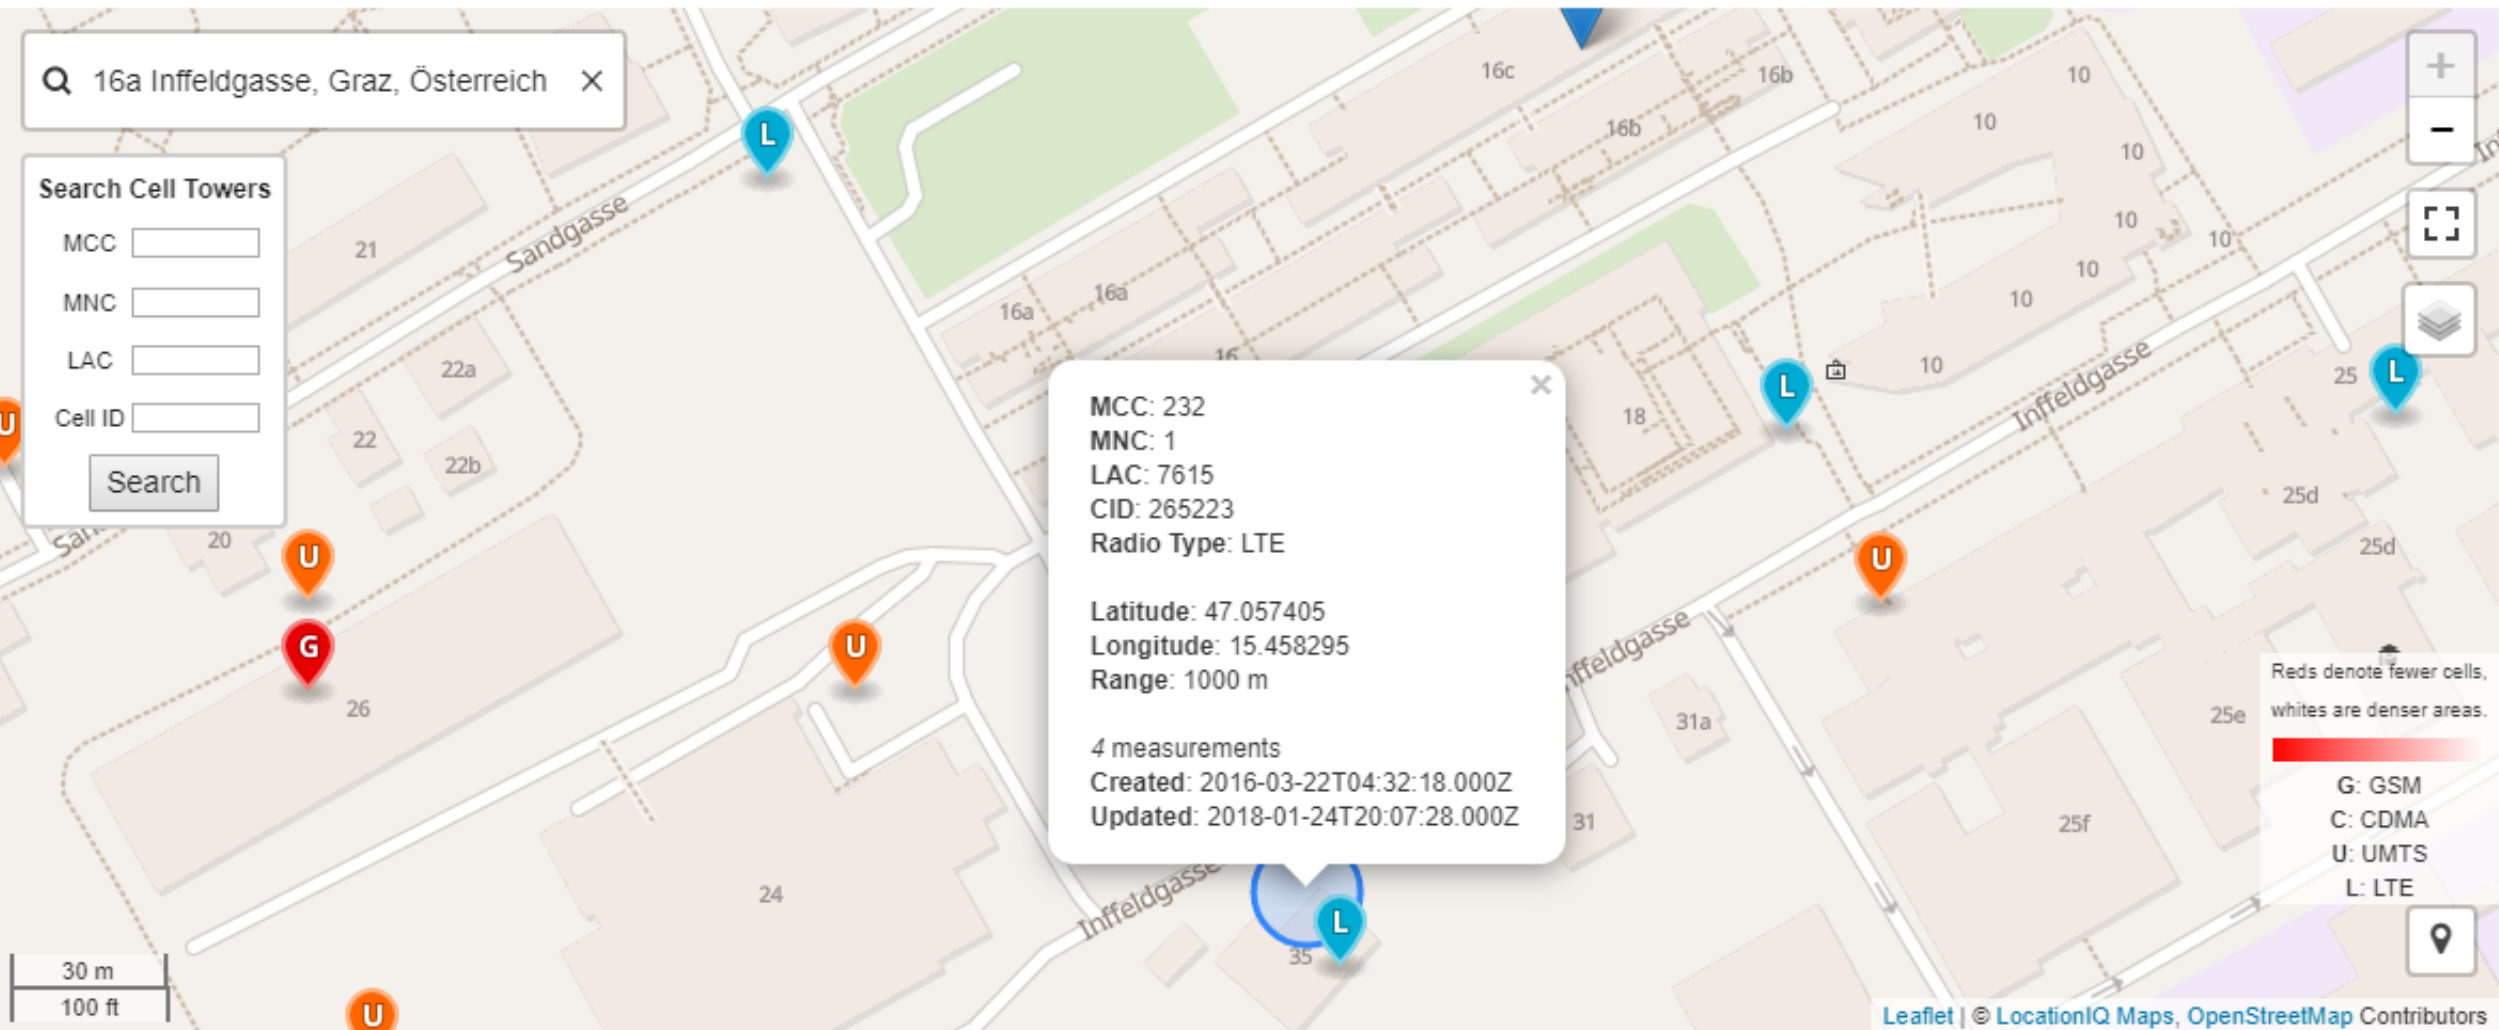 16a Inffeldgasse, Graz, Österreich
Search Cell Towers
MCC
MNC
LAC
Cell ID
Search
MCC: 232
MNC: 1
LAC: 7615
CID: 265223
Radio Type: LTE
Latitude: 47.057405
Longitude: 15.458295
Range: 1000 m
4 measurements
Created: 2016-03-22T04:32:18.000Z
Updated: 2018-01-24T20:07:28.000Z
16c
16b
16b
10
10
10
10
10
10
10
10
L
Sandgasse
21
16a
16a
16
22a
22
22b
20
18
L
25
L
Inffeldgasse
25d
25d
U
U
U
G
26
U
nffeldgasse
31a
31
25e
25f
24
Inffeldgasse
L
35
U
Reds denote fewer cells,
whites are denser areas.
G: GSM
C: CDMA
U: UMTS
L: LTE
30 m
100 ft
Leaflet | © LocationIQ Maps, OpenStreetMap Contributors